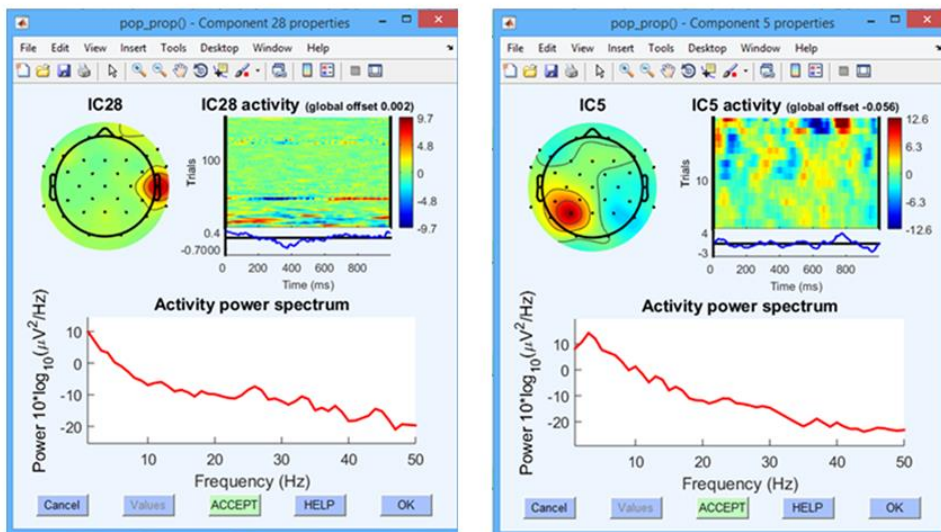 pop_prop() - Component 28 properties
File Edit View Insert Tools Desktop Window Help
IC28
IC28 activity (global offset 0.002)
Trials
100
9.7
4.8
0
-4.8
-9.7
0.4
-0.7000
0 200 400 600 800
Time (ms)
Activity power spectrum
Power 10*log10(μV2/Hz)
10
0
-10
-20
10 20 30 40 50
Frequency (Hz)
Cancel Values ACCEPT HELP OK
pop_prop() - Component 5 properties
File Edit View Insert Tools Desktop Window Help
IC5
IC5 activity (global offset -0.056)
Trials
10
12.6
6.3
0
-6.3
-12.6
4
-3
0 200 400 600 800
Time (ms)
Activity power spectrum
Power 10*log10(μV2/Hz)
10
0
-10
-20
10 20 30 40 50
Frequency (Hz)
Cancel Values ACCEPT HELP OK